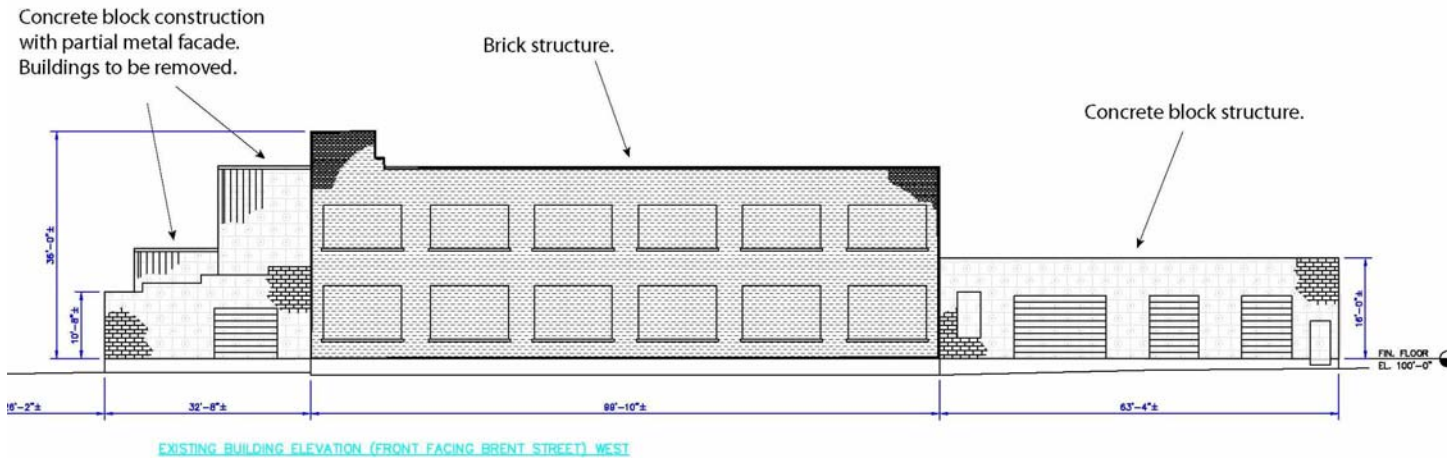 Concrete block construction
with partial metal facade.
Buildings to be removed.
Brick structure.
Concrete block structure.
36'-0"±
10'-8"±
16'-0"±
FIN. FLOOR
EL. 100'-0"
32'-8"±
99'-10"±
63'-4"±
EXISTING BUILDING ELEVATION (FRONT FACING BRENT STREET) WEST